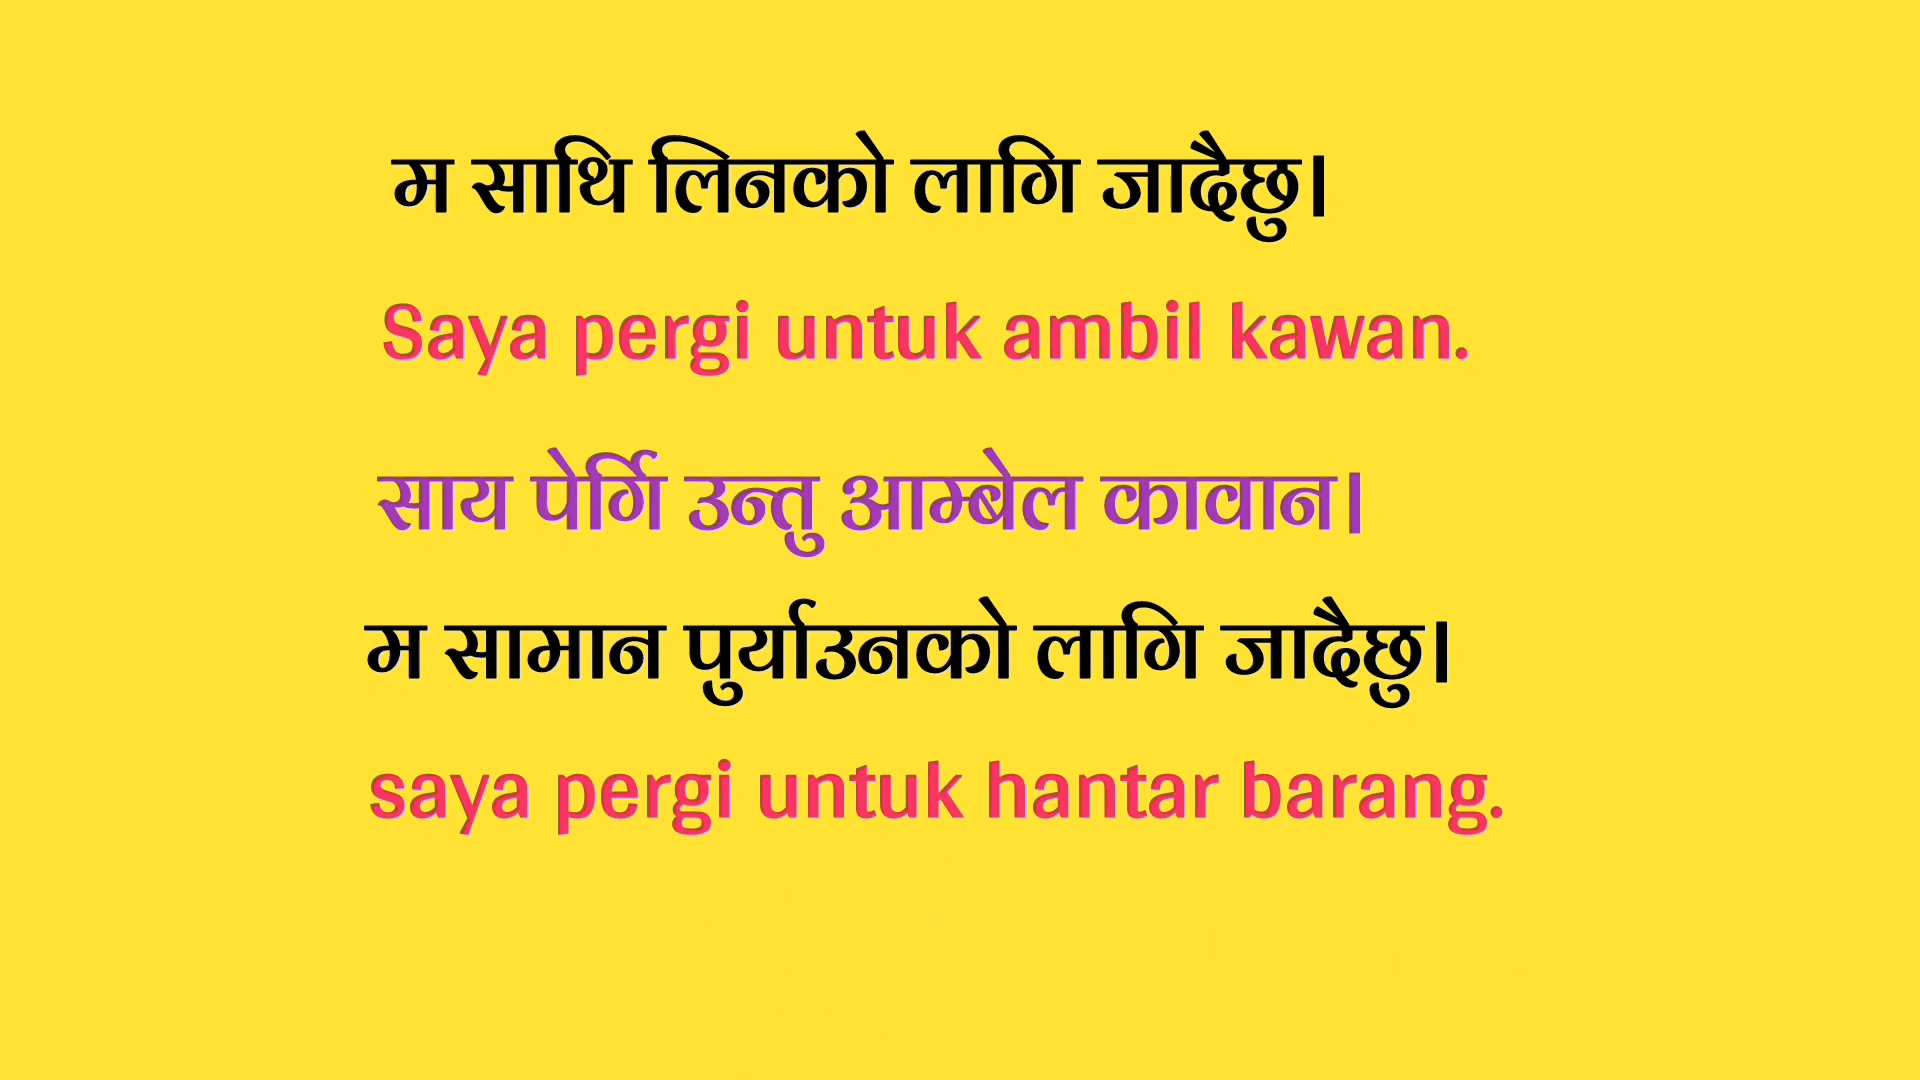 म साथि लिनको लागि जादैछु।
Saya pergi untuk ambil kawan.
साय पेर्गि उन्तु आम्बेल कावान।
म सामान पुर्याउनको लागि जादैछु।
saya pergi untuk hantar barang.